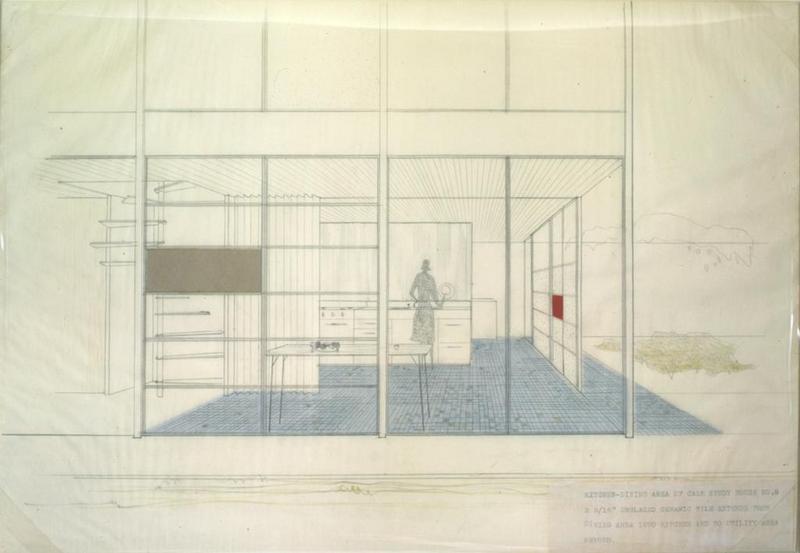 KITCHEN-DINING AREA OF CASE STUDY HOUSE NO.8
2 3/16" UNGLAZED CERAMIC TILE EXTENDS FROM
DINING AREA INTO KITCHEN AND TO UTILITY AREA
BEYOND.